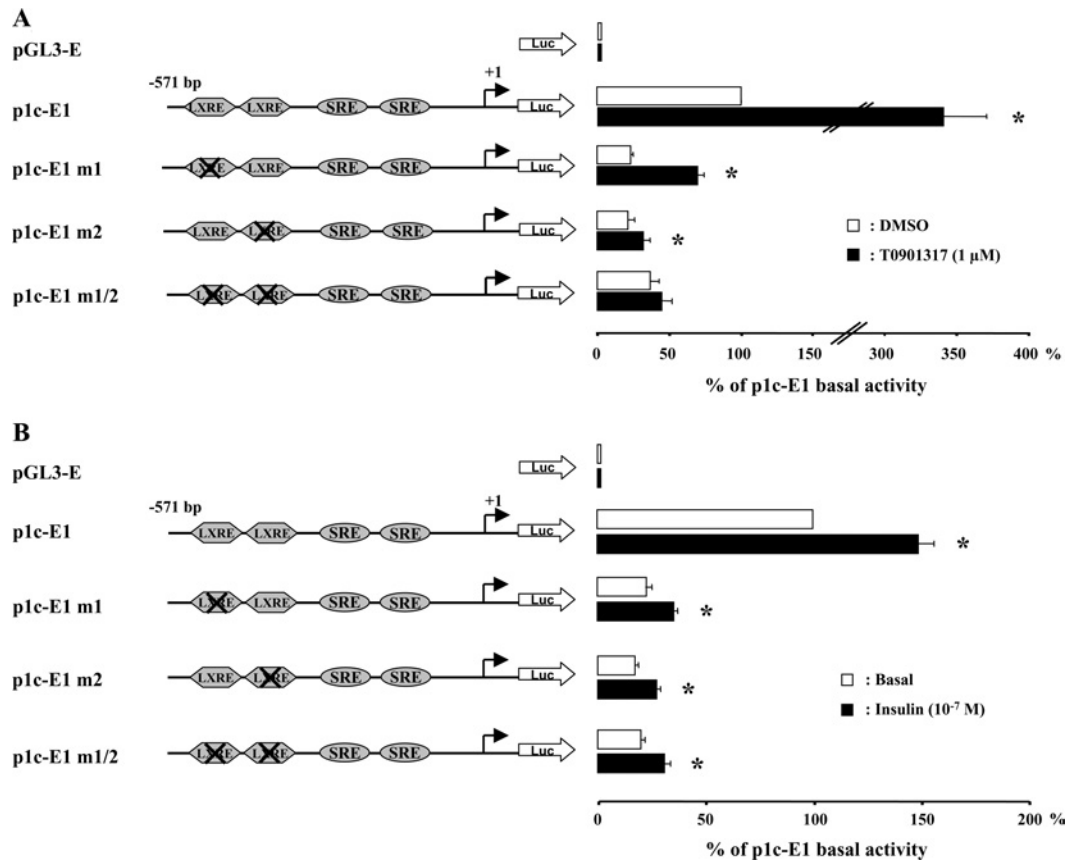 A
pGL3-E
Luc
-571 bp
+1
p1c-E1
LXRE LXRE SRE SRE Luc
*
p1c-E1 m1
LXRE LXRE SRE SRE Luc
*
p1c-E1 m2
LXRE LXRE SRE SRE Luc
*
: DMSO
: T0901317 (1 µM)
p1c-E1 m1/2
LXRE LXRE SRE SRE Luc
0 50 100 150 300 350 400 %
% of p1c-E1 basal activity
B
pGL3-E
Luc
-571 bp
+1
p1c-E1
LXRE LXRE SRE SRE Luc
*
p1c-E1 m1
LXRE LXRE SRE SRE Luc
*
p1c-E1 m2
LXRE LXRE SRE SRE Luc
*
: Basal
: Insulin (10⁻⁷ M)
p1c-E1 m1/2
LXRE LXRE SRE SRE Luc
*
0 50 100 150 200 %
% of p1c-E1 basal activity